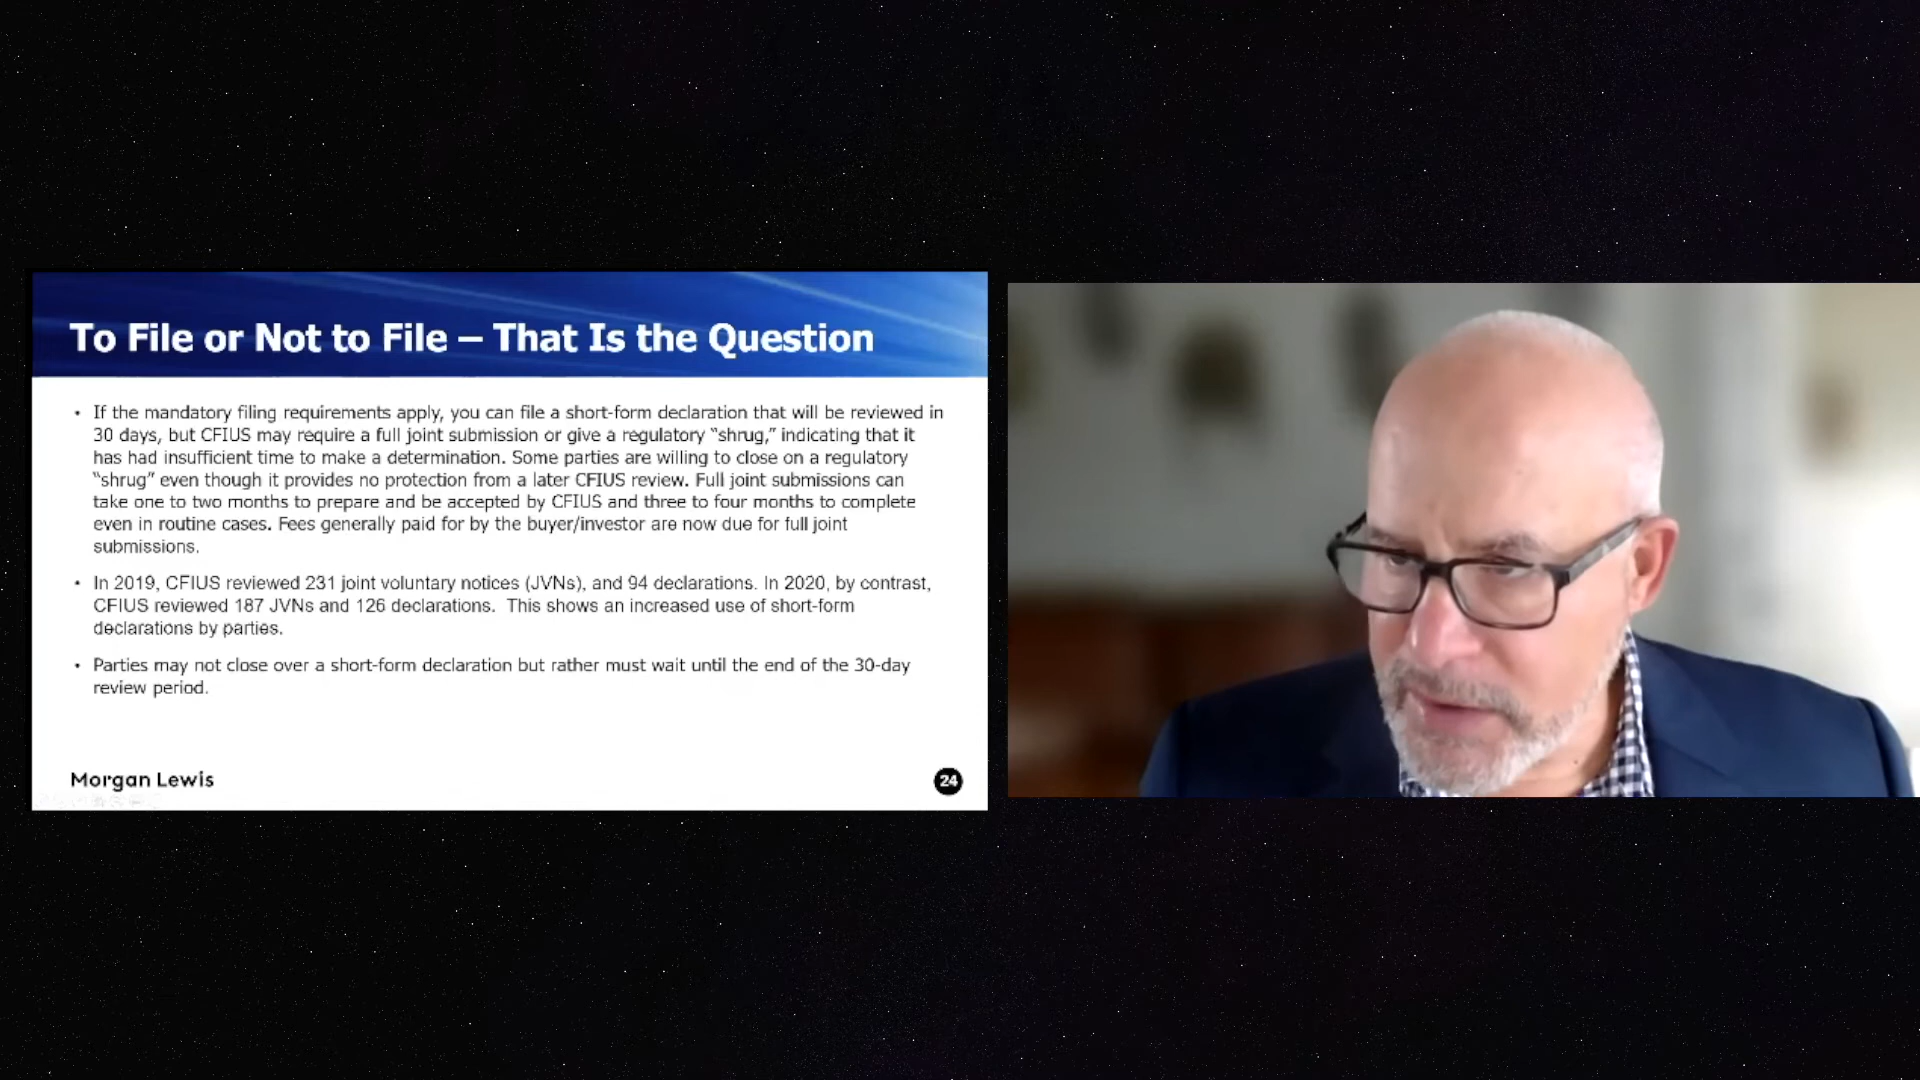 To File or Not to File – That Is the Question
• If the mandatory filing requirements apply, you can file a short-form declaration that will be reviewed in
30 days, but CFIUS may require a full joint submission or give a regulatory “shrug,” indicating that it
has had insufficient time to make a determination. Some parties are willing to close on a regulatory
“shrug” even though it provides no protection from a later CFIUS review. Full joint submissions can
take one to two months to prepare and be accepted by CFIUS and three to four months to complete
even in routine cases. Fees generally paid for by the buyer/investor are now due for full joint
submissions.
• In 2019, CFIUS reviewed 231 joint voluntary notices (JVNs), and 94 declarations. In 2020, by contrast,
CFIUS reviewed 187 JVNs and 126 declarations. This shows an increased use of short-form
declarations by parties.
• Parties may not close over a short-form declaration but rather must wait until the end of the 30-day
review period.
Morgan Lewis
24